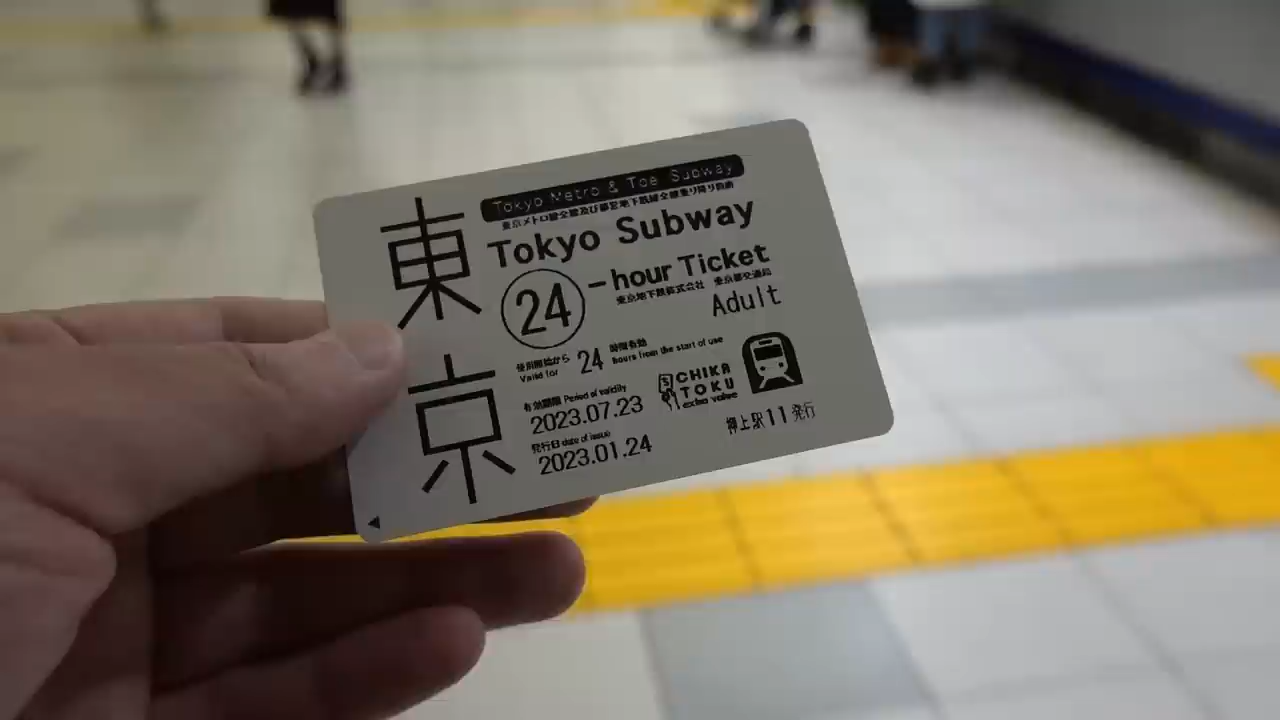 東京
Tokyo Metro & Toei Subway
東京メトロ線全線及び都営地下鉄線全線乗り降り自由
Tokyo Subway
24-hour Ticket
東京地下鉄株式会社 東京都交通局
Adult
使用開始から 24 時間有効
Valid for hours from the start of use
有効期限 Period of validity
2023.07.23
CHIKA
TOKU
extra value
発行日 date of issue
2023.01.24
押上駅11発行